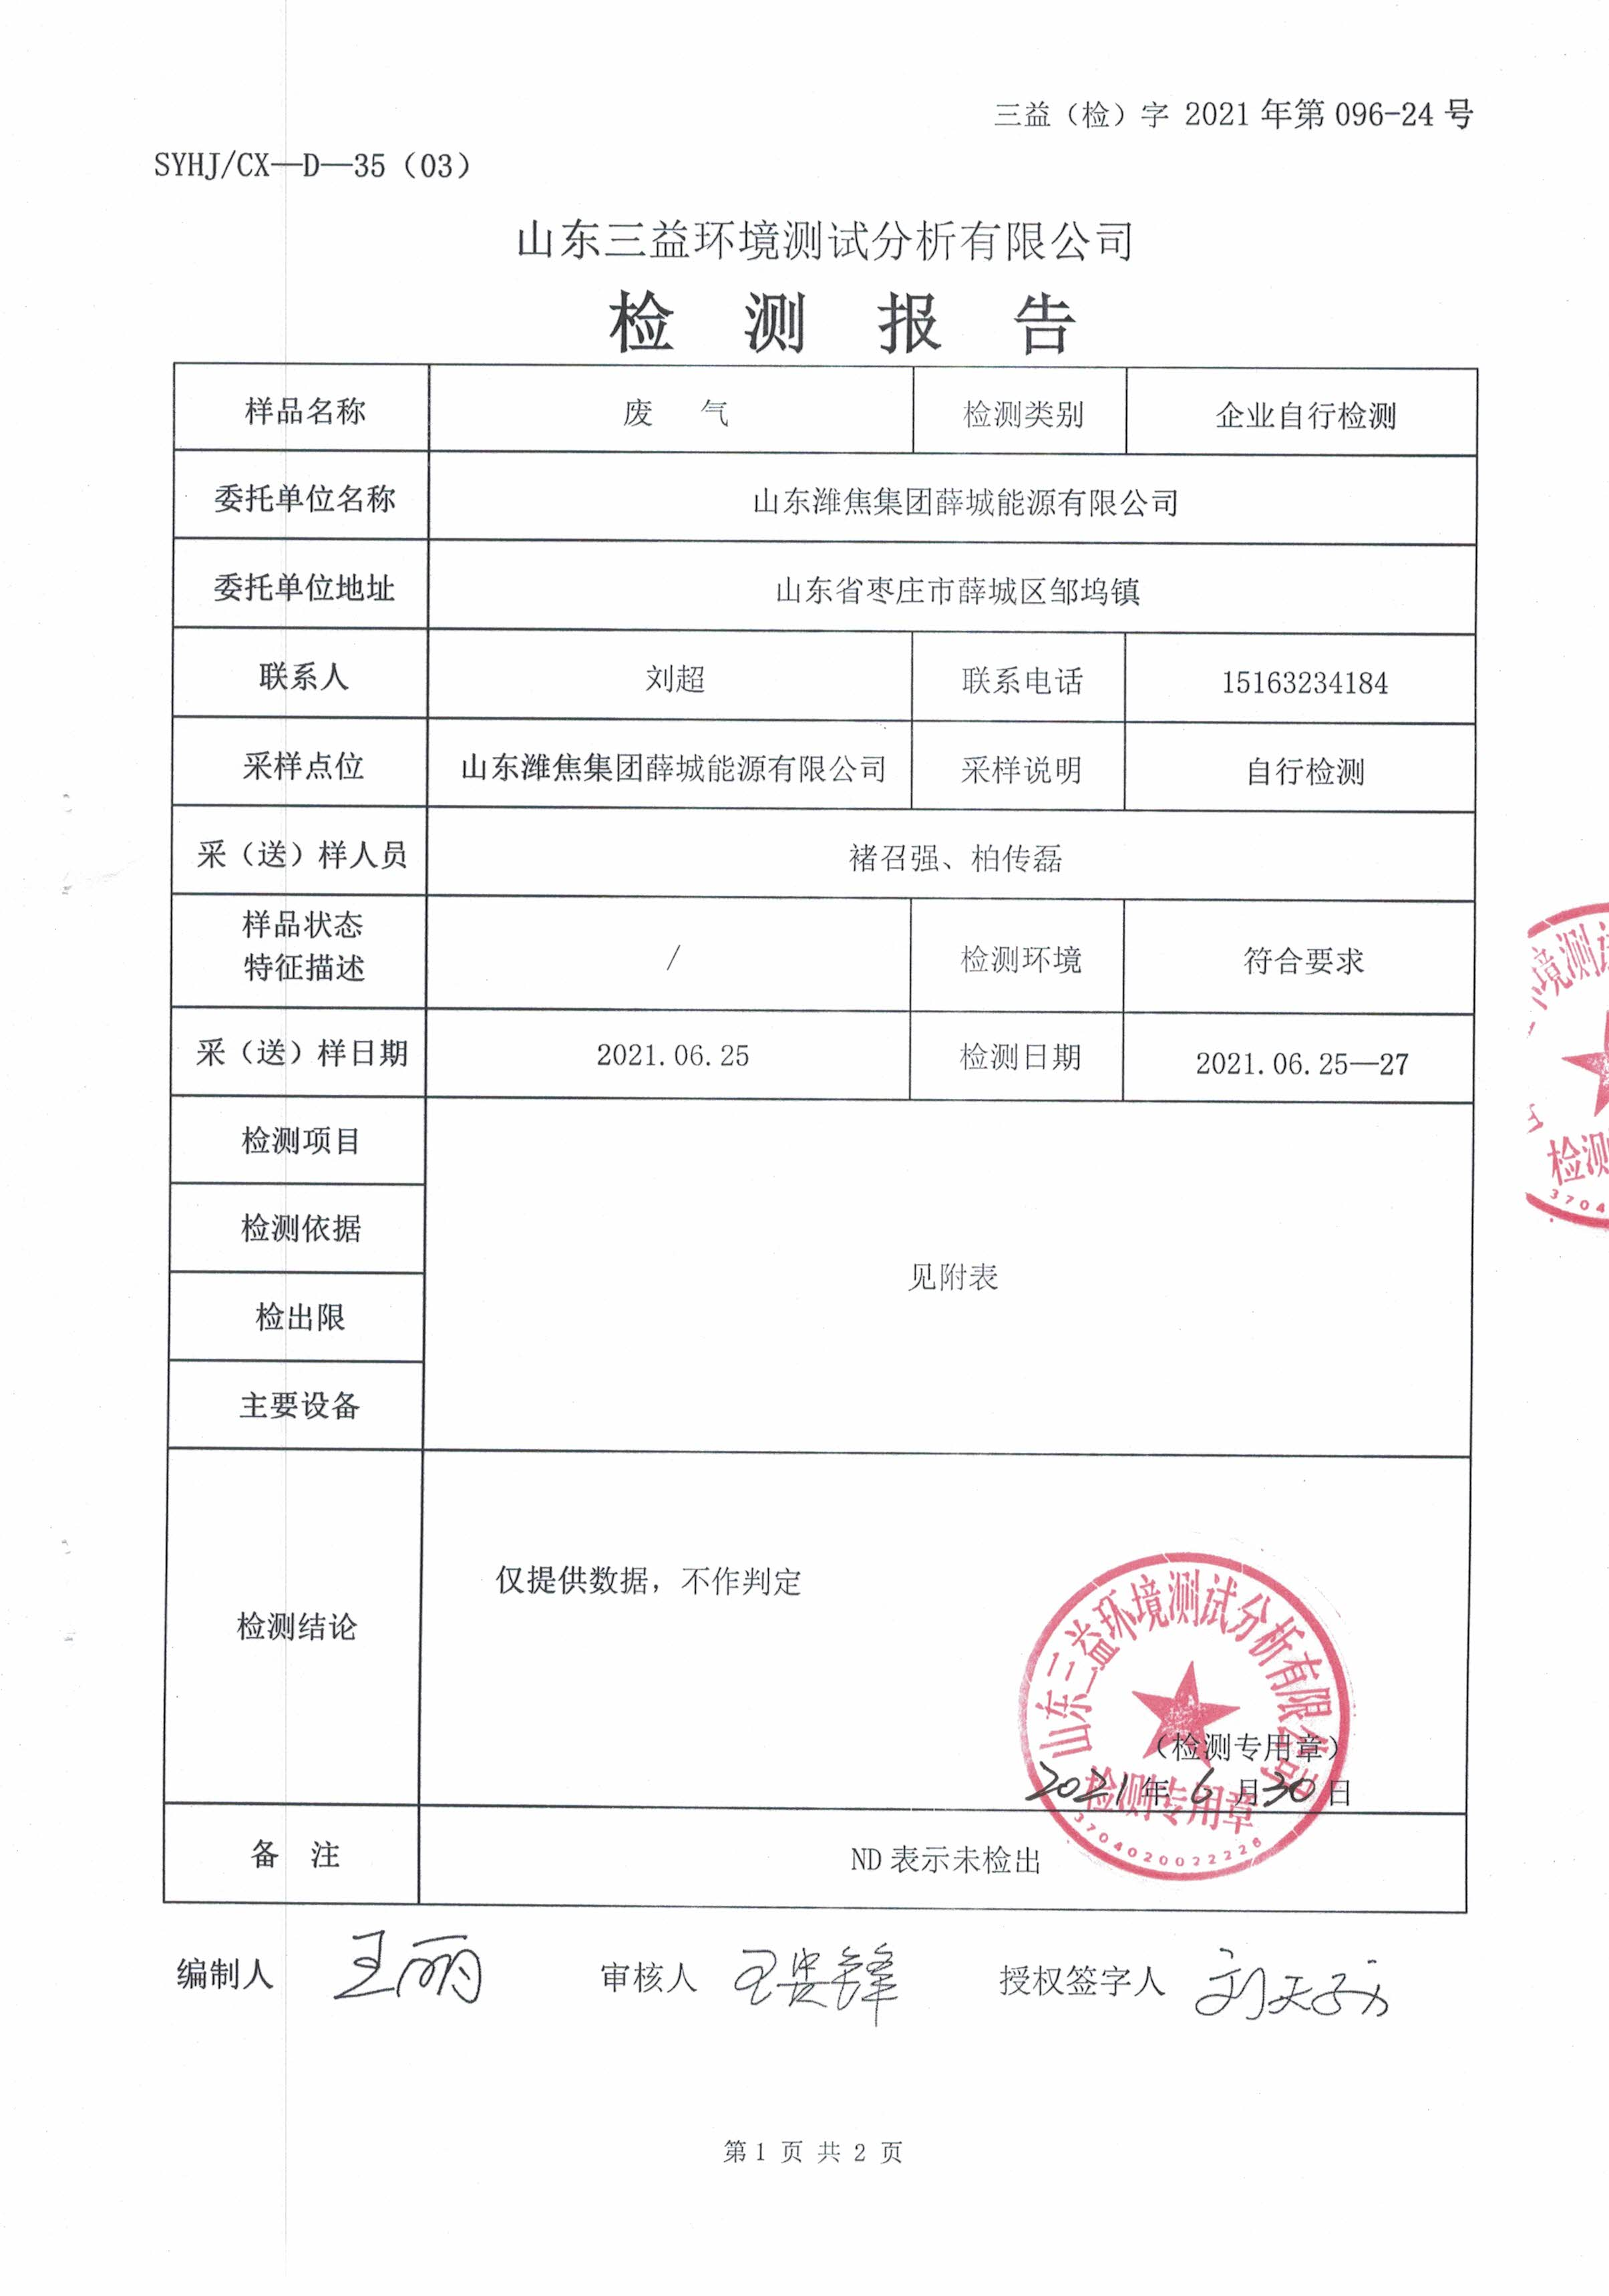 三益（检）字 2021 年第 096-24 号
SYHJ/CX—D—35（03）
山东三益环境测试分析有限公司
检 测 报 告
样品名称 废 气 检测类别 企业自行检测
委托单位名称 山东潍焦集团薛城能源有限公司
委托单位地址 山东省枣庄市薛城区邹坞镇
联系人 刘超 联系电话 15163234184
采样点位 山东潍焦集团薛城能源有限公司 采样说明 自行检测
采（送）样人员 褚召强、柏传磊
样品状态
特征描述 / 检测环境 符合要求
采（送）样日期 2021.06.25 检测日期 2021.06.25—27
检测项目
检测依据
见附表
检出限
主要设备
仅提供数据，不作判定
检测结论
山东三益环境测试分析有限公司
（检测专用章）
2021年 6 月30日
检测专用章
3704020022226
备 注 ND 表示未检出
编制人 王丽 审核人 授权签字人
第 1 页 共 2 页
境测试
检测
3704